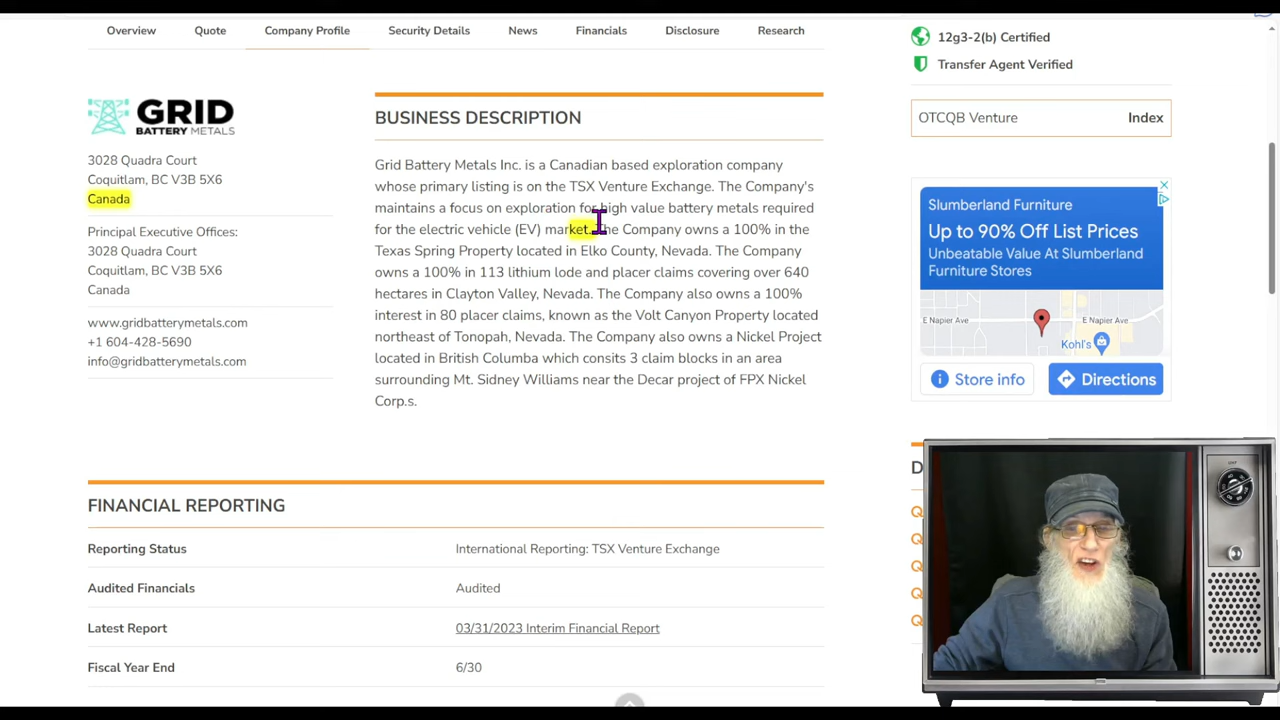 Overview
Quote
Company Profile
Security Details
News
Financials
Disclosure
Research
GRID
BATTERY METALS
3028 Quadra Court
Coquitlam, BC V3B 5X6
Canada
Principal Executive Offices:
3028 Quadra Court
Coquitlam, BC V3B 5X6
Canada
www.gridbatterymetals.com
+1 604-428-5690
info@gridbatterymetals.com
BUSINESS DESCRIPTION
Grid Battery Metals Inc. is a Canadian based exploration company
whose primary listing is on the TSX Venture Exchange. The Company's
maintains a focus on exploration for high value battery metals required
for the electric vehicle (EV) market. The Company owns a 100% in the
Texas Spring Property located in Elko County, Nevada. The Company
owns a 100% in 113 lithium lode and placer claims covering over 640
hectares in Clayton Valley, Nevada. The Company also owns a 100%
interest in 80 placer claims, known as the Volt Canyon Property located
northeast of Tonopah, Nevada. The Company also owns a Nickel Project
located in British Columba which consits 3 claim blocks in an area
surrounding Mt. Sidney Williams near the Decar project of FPX Nickel
Corp.s.
FINANCIAL REPORTING
Reporting Status
International Reporting: TSX Venture Exchange
Audited Financials
Audited
Latest Report
03/31/2023 Interim Financial Report
Fiscal Year End
6/30
12g3-2(b) Certified
Transfer Agent Verified
OTCQB Venture
Index
Slumberland Furniture
Up to 90% Off List Prices
Unbeatable Value At Slumberland
Furniture Stores
E Napier Ave
E Napier Ave
Kohl's
Store info
Directions
D